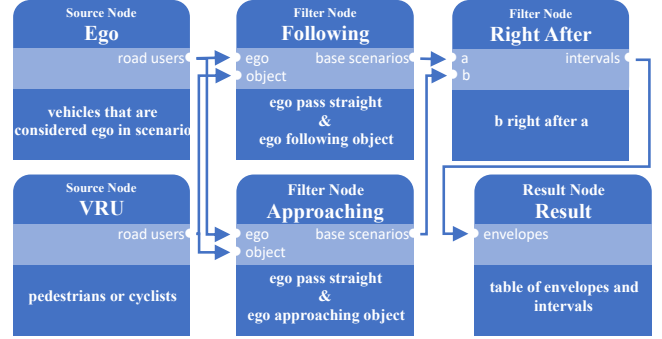 Source Node
Ego
road users
vehicles that are
considered ego in scenario
Filter Node
Following
ego
base scenarios
object
ego pass straight
&
ego following object
Filter Node
Right After
a
intervals
b
b right after a
Source Node
VRU
road users
pedestrians or cyclists
Filter Node
Approaching
ego
base scenarios
object
ego pass straight
&
ego approaching object
Result Node
Result
envelopes
table of envelopes and
intervals